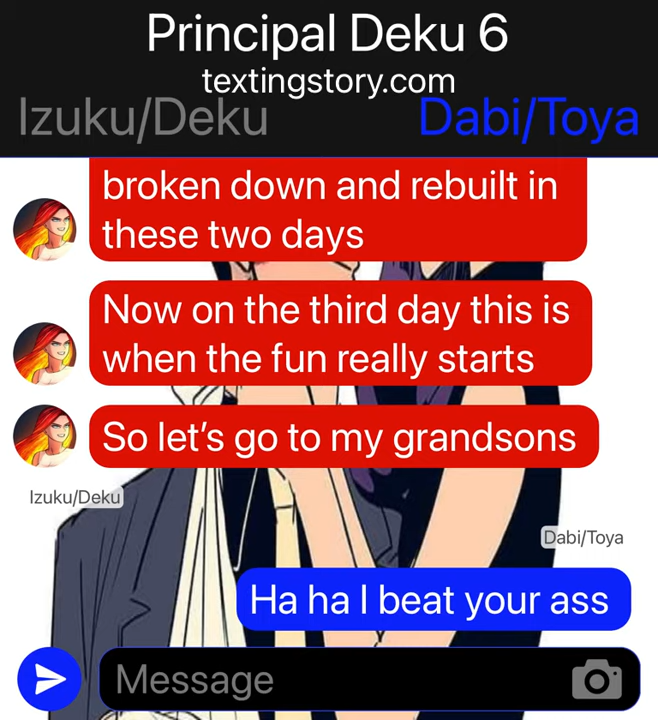 Principal Deku 6
textingstory.com
Izuku/Deku
Dabi/Toya
broken down and rebuilt in
these two days
Now on the third day this is
when the fun really starts
So let's go to my grandsons
Izuku/Deku
Dabi/Toya
Ha ha I beat your ass
Message